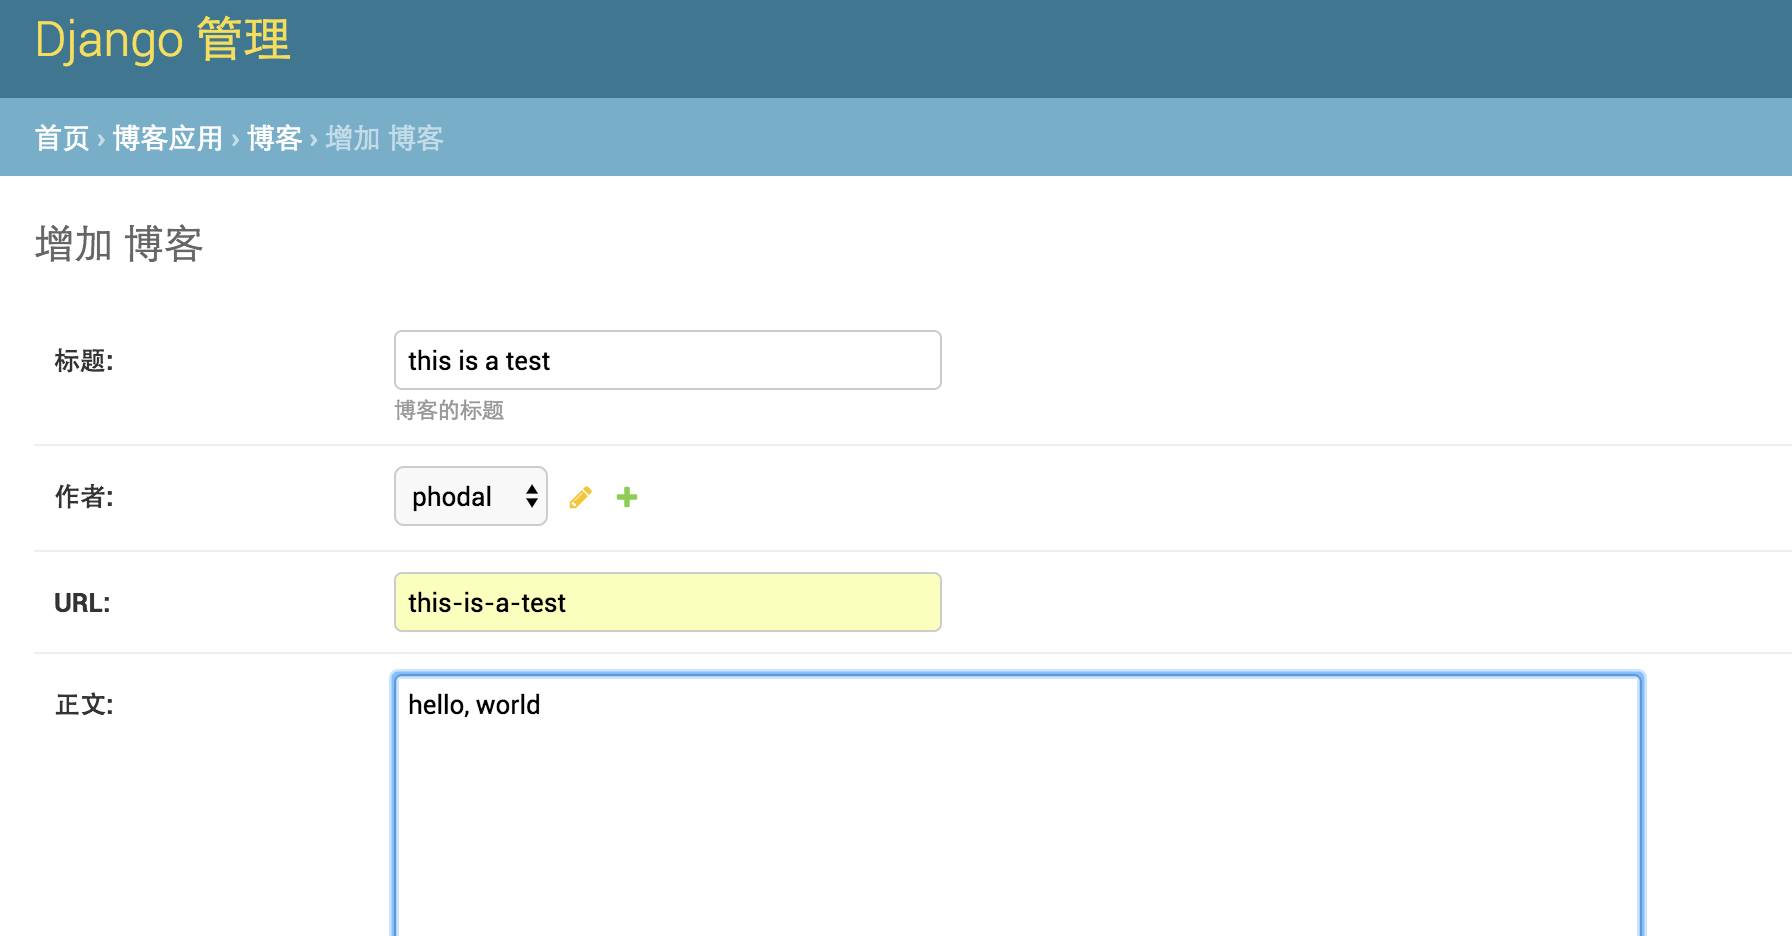 Django 管理
首页 › 博客应用 › 博客 › 增加 博客
增加 博客
标题: this is a test
博客的标题
作者: phodal
URL: this-is-a-test
正文: hello, world